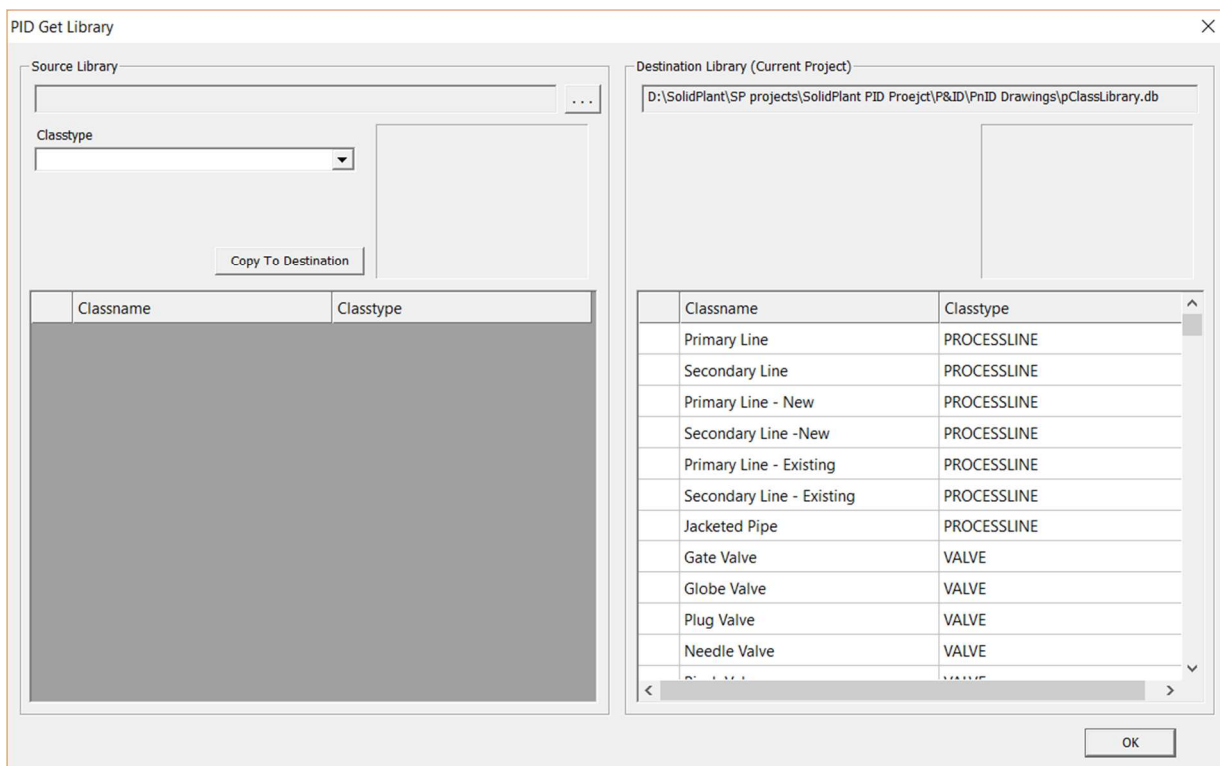 PID Get Library
Source Library
...
Classtype
Copy To Destination
Classname Classtype
Destination Library (Current Project)
D:\SolidPlant\SP projects\SolidPlant PID Proejct\P&ID\PnID Drawings\pClassLibrary.db
Classname Classtype
Primary Line PROCESSLINE
Secondary Line PROCESSLINE
Primary Line - New PROCESSLINE
Secondary Line -New PROCESSLINE
Primary Line - Existing PROCESSLINE
Secondary Line - Existing PROCESSLINE
Jacketed Pipe PROCESSLINE
Gate Valve VALVE
Globe Valve VALVE
Plug Valve VALVE
Needle Valve VALVE
OK